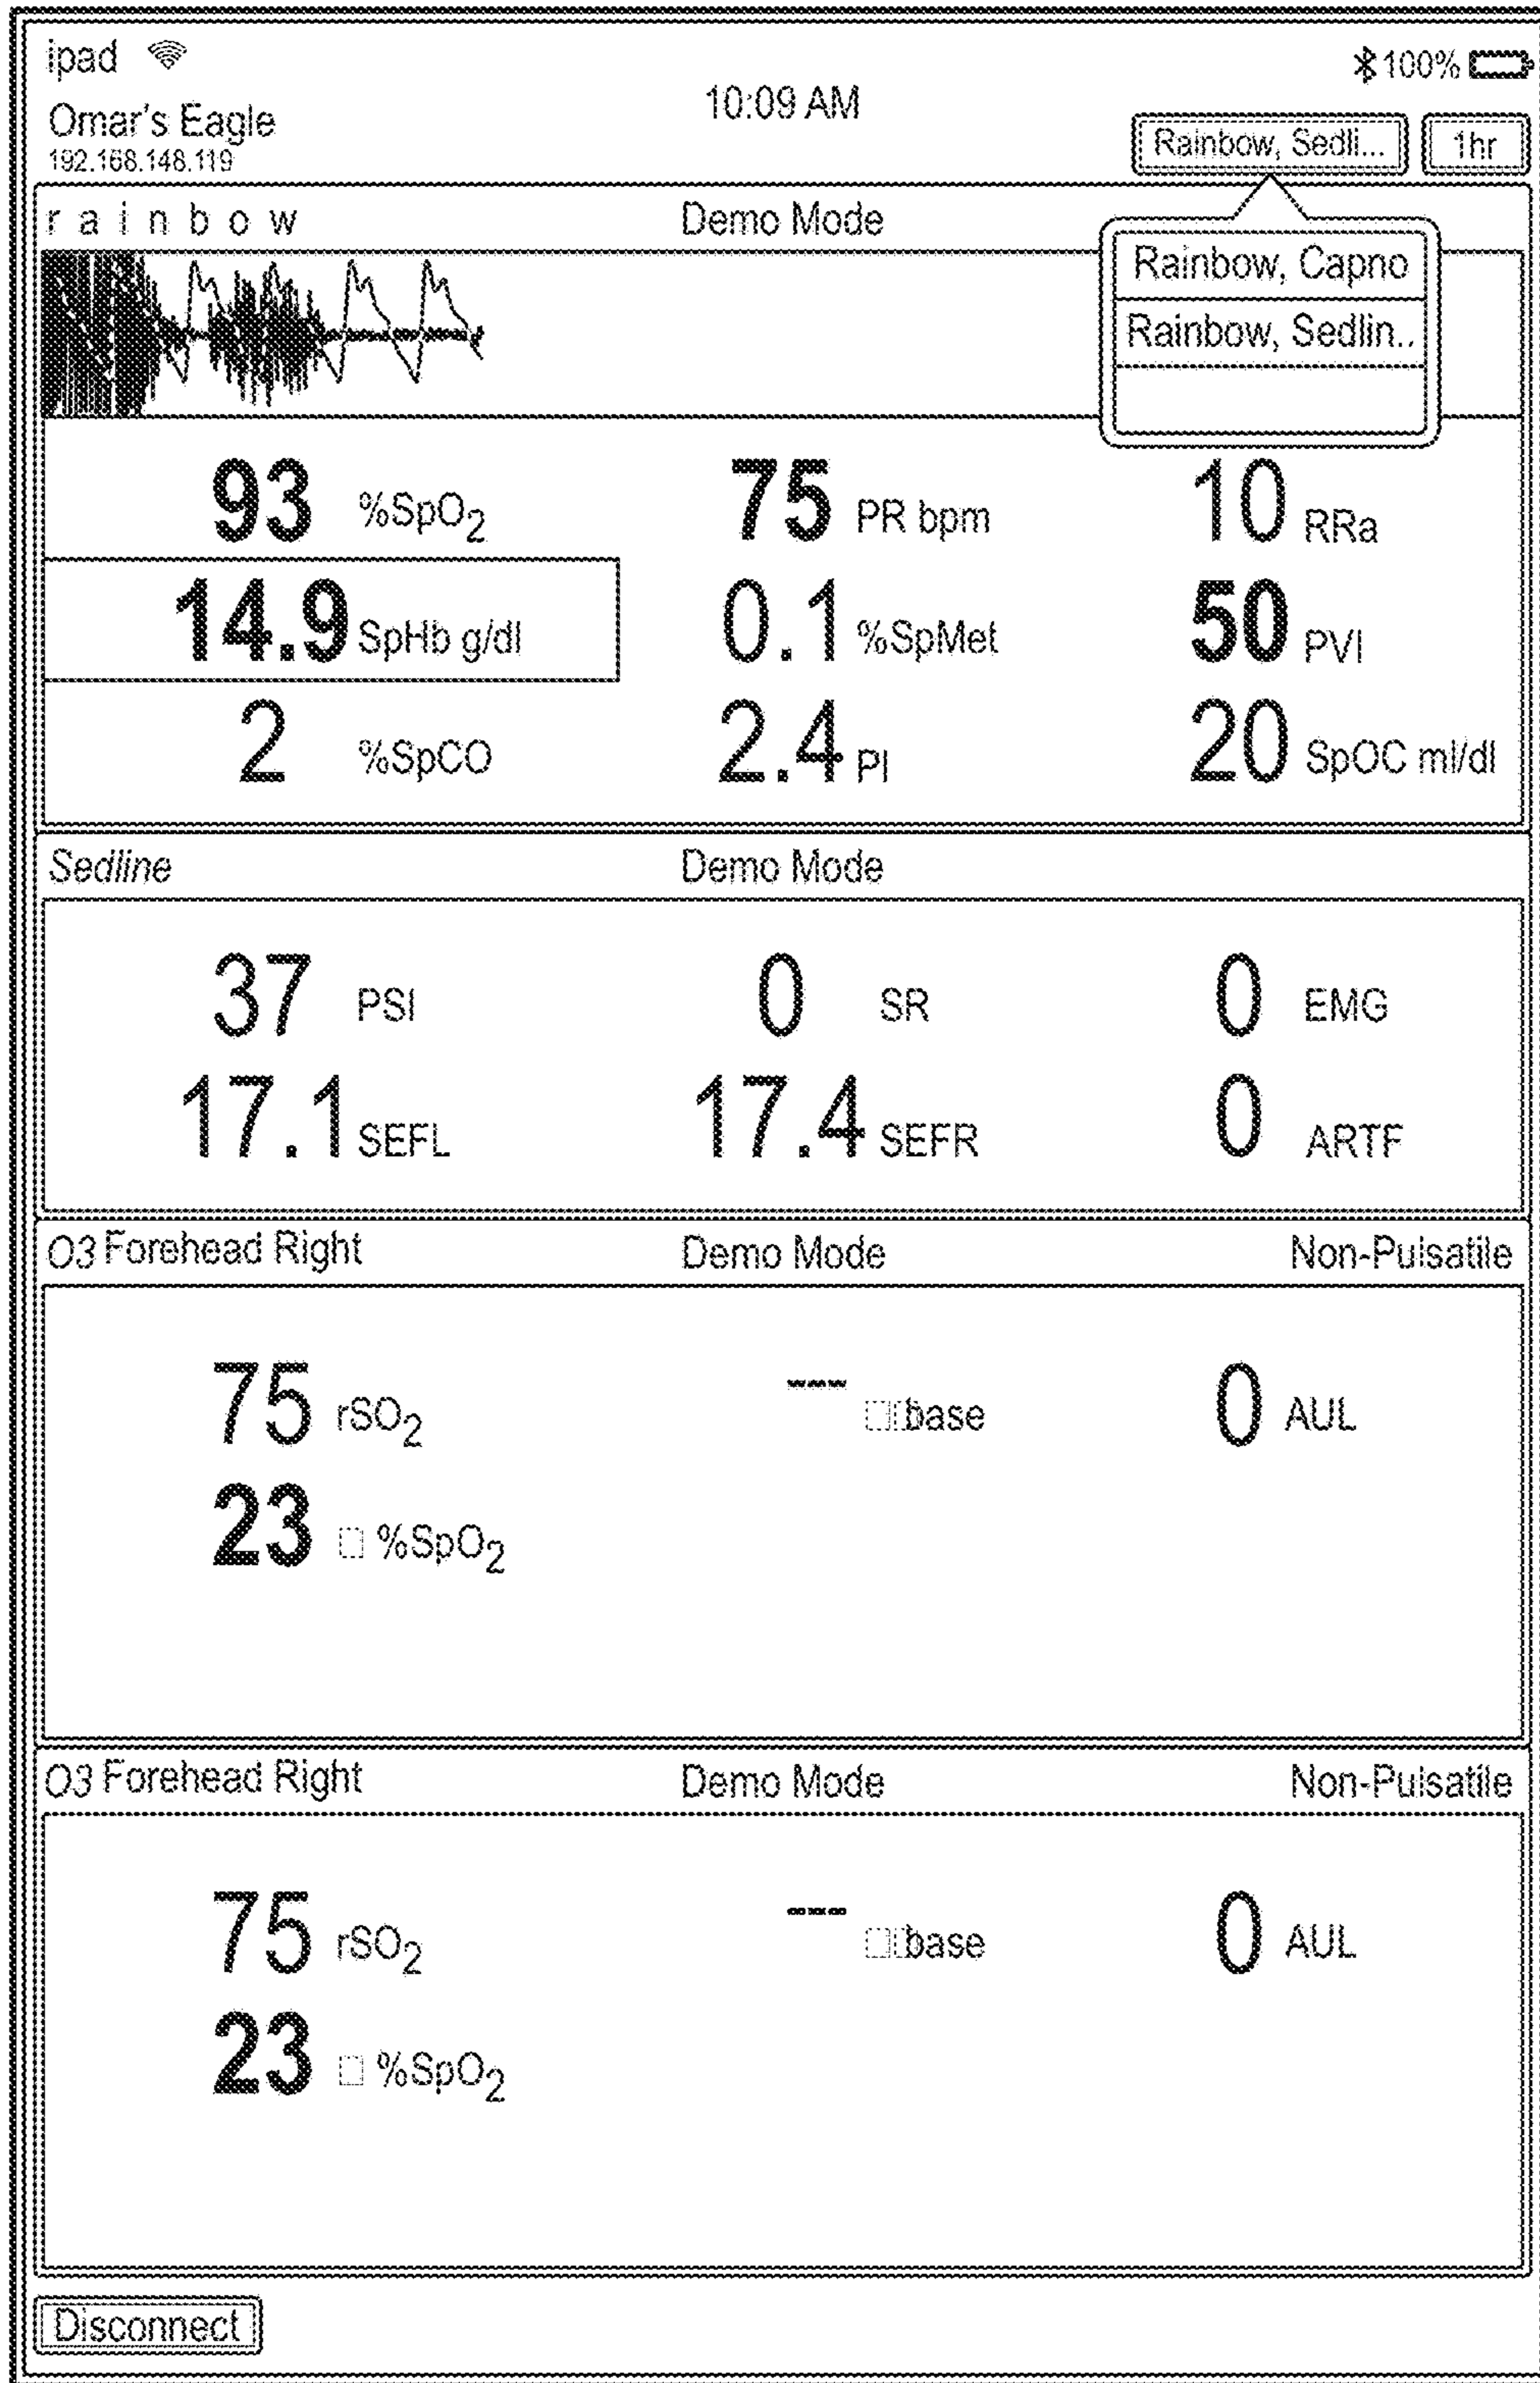 ipad
100%
10:09 AM
Omar's Eagle
192.168.148.119
Rainbow, Sedli... 1hr
rainbow Demo Mode
Rainbow, Capno
Rainbow, Sedlin..
93 %SpO2 75 PR bpm 10 RRa
14.9 SpHb g/dl 0.1 %SpMet 50 PVI
2 %SpCO 2.4 PI 20 SpOC ml/dl
Sedline Demo Mode
37 PSI 0 SR 0 EMG
17.1 SEFL 17.4 SEFR 0 ARTF
O3 Forehead Right Demo Mode Non-Pulsatile
75 rSO2 --- □□base 0 AUL
23 □ %SpO2
O3 Forehead Right Demo Mode Non-Pulsatile
75 rSO2 --- □□base 0 AUL
23 □ %SpO2
Disconnect